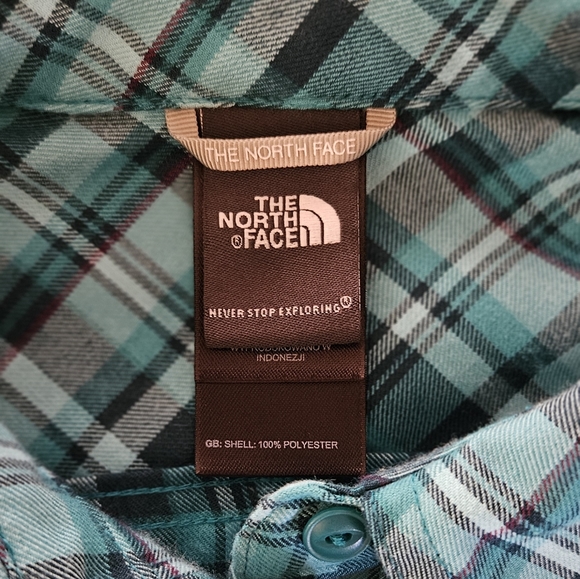 THE NORTH FACE
THE
NORTH
FACE
NEVER STOP EXPLORING
W
INDONEZJI
GB: SHELL: 100% POLYESTER